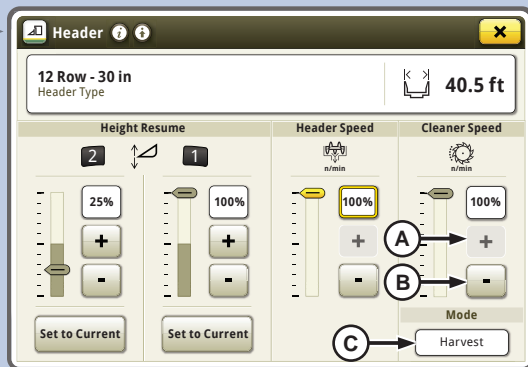 Header
12 Row - 30 in
Header Type
40.5 ft
Height Resume
Header Speed
Cleaner Speed
2
1
n/min
n/min
25%
100%
100%
100%
+
+
+
+
A
-
-
-
-
B
Set to Current
Set to Current
Mode
C
Harvest